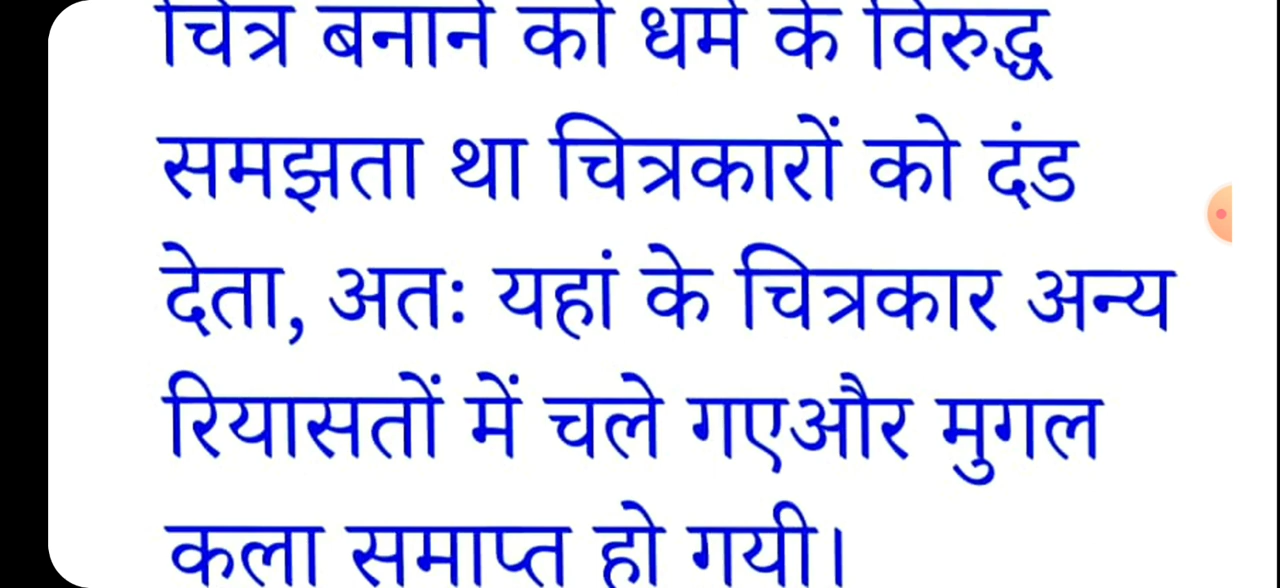 चित्र बनाने को धर्म के विरुद्ध
समझता था चित्रकारों को दंड
देता, अतः यहां के चित्रकार अन्य
रियासतों में चले गएऔर मुगल
कला समाप्त हो गयी।